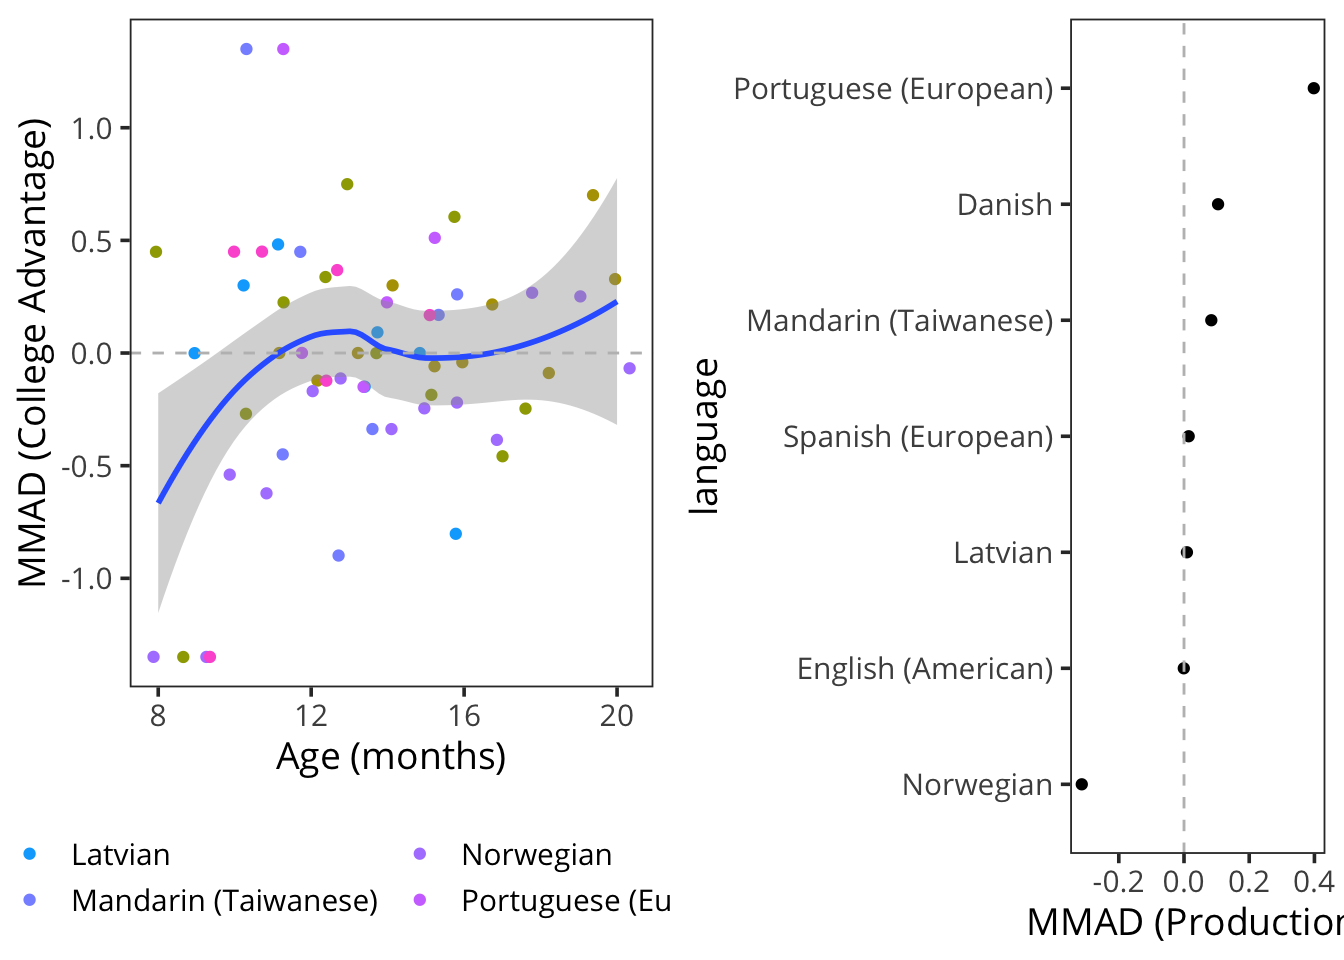 MMAD (College Advantage)
1.0
0.5
0.0
-0.5
-1.0
8 12 16 20
Age (months)
Latvian
Norwegian
Mandarin (Taiwanese)
Portuguese (Eu
language
Portuguese (European)
Danish
Mandarin (Taiwanese)
Spanish (European)
Latvian
English (American)
Norwegian
-0.2 0.0 0.2 0.4
MMAD (Production